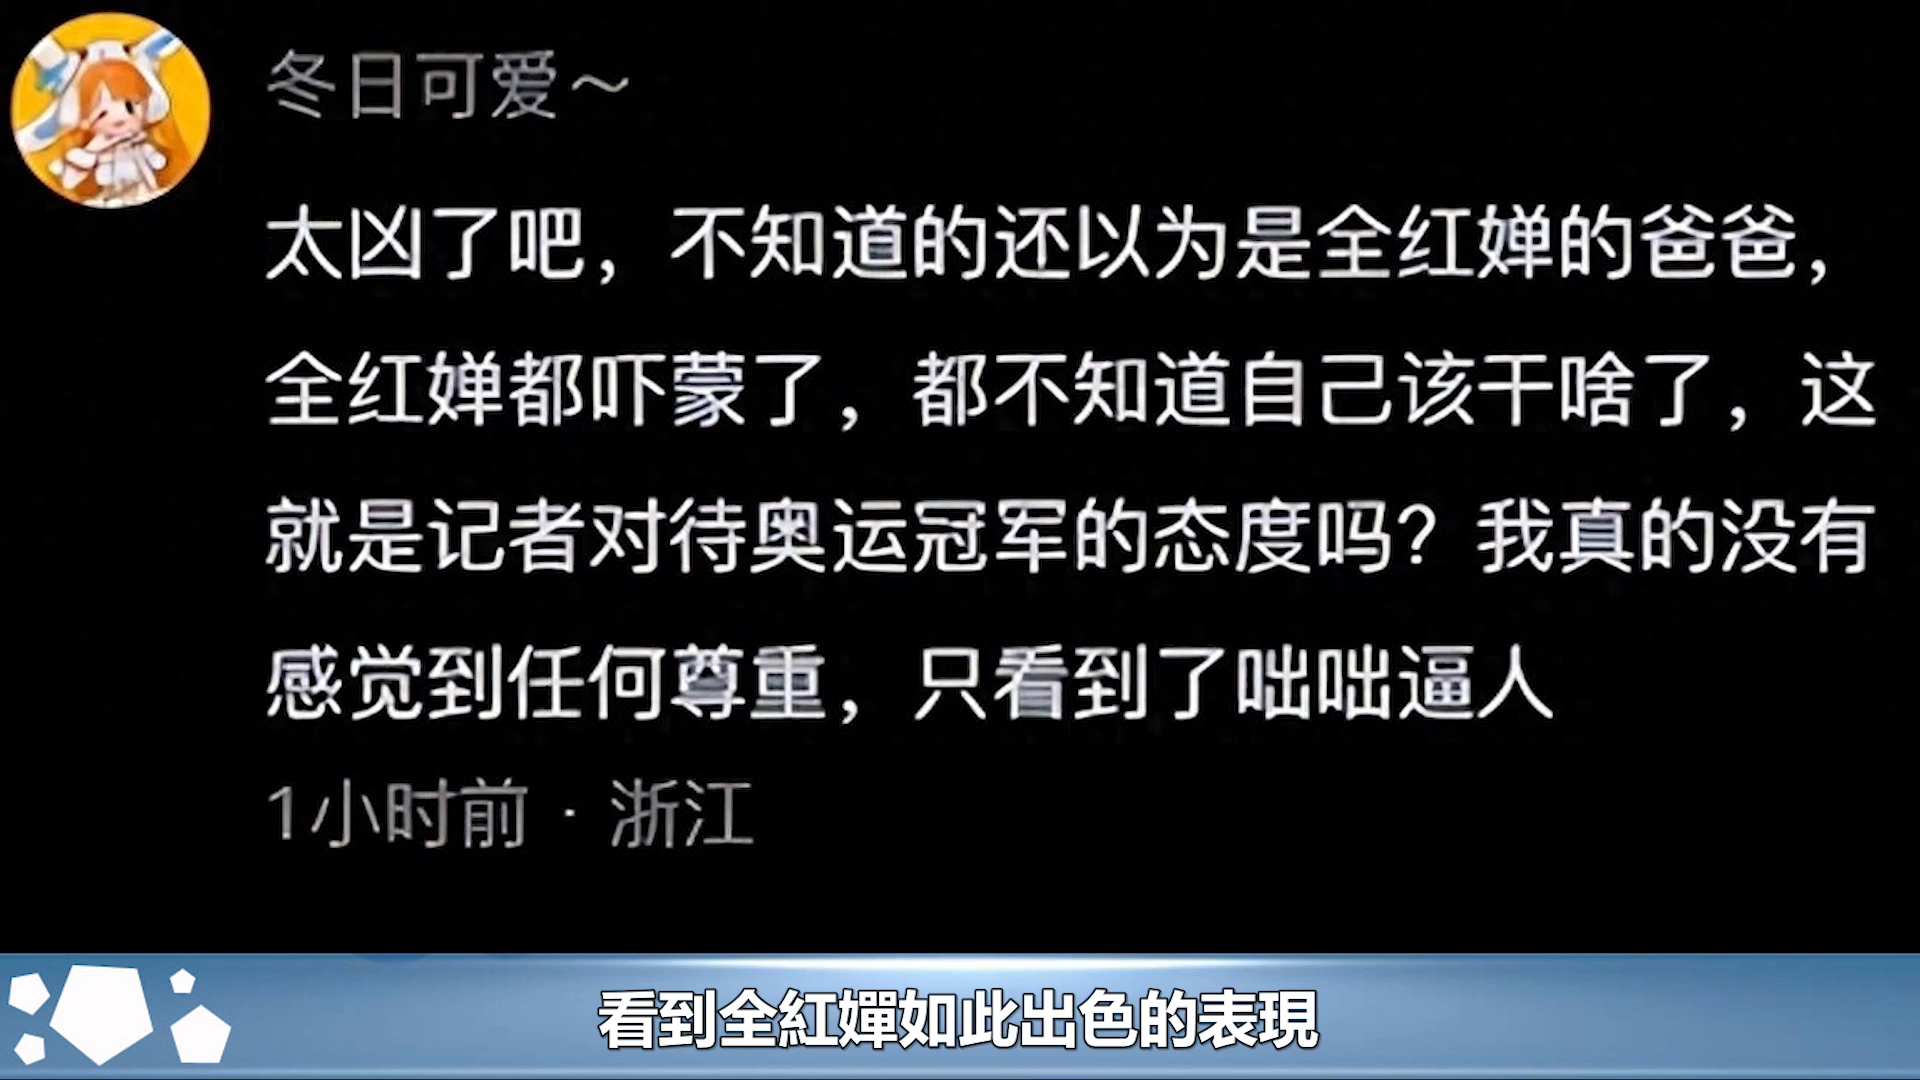 冬日可爱～
太凶了吧，不知道的还以为是全红婵的爸爸，
全红婵都吓蒙了，都不知道自己该干啥了，这
就是记者对待奥运冠军的态度吗？我真的没有
感觉到任何尊重，只看到了咄咄逼人
1小时前 · 浙江
看到全紅嬋如此出色的表現